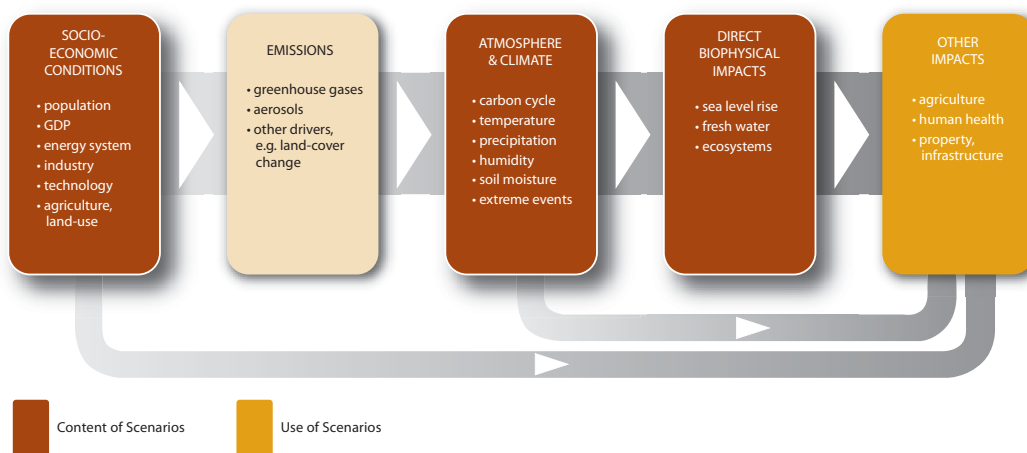 SOCIO-
ECONOMIC
CONDITIONS
• population
• GDP
• energy system
• industry
• technology
• agriculture,
land-use
EMISSIONS
• greenhouse gases
• aerosols
• other drivers,
e.g. land-cover
change
ATMOSPHERE
& CLIMATE
• carbon cycle
• temperature
• precipitation
• humidity
• soil moisture
• extreme events
DIRECT
BIOPHYSICAL
IMPACTS
• sea level rise
• fresh water
• ecosystems
OTHER
IMPACTS
• agriculture
• human health
• property,
infrastructure
Content of Scenarios
Use of Scenarios